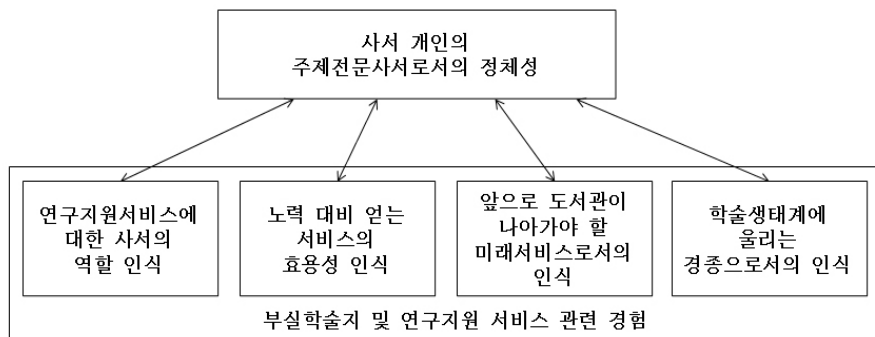 사서 개인의
주제전문사서로서의 정체성
연구지원서비스에
대한 사서의
역할 인식
노력 대비 얻는
서비스의
효용성 인식
앞으로 도서관이
나아가야 할
미래서비스로서의
인식
학술생태계에
울리는
경종으로서의 인식
부실학술지 및 연구지원 서비스 관련 경험